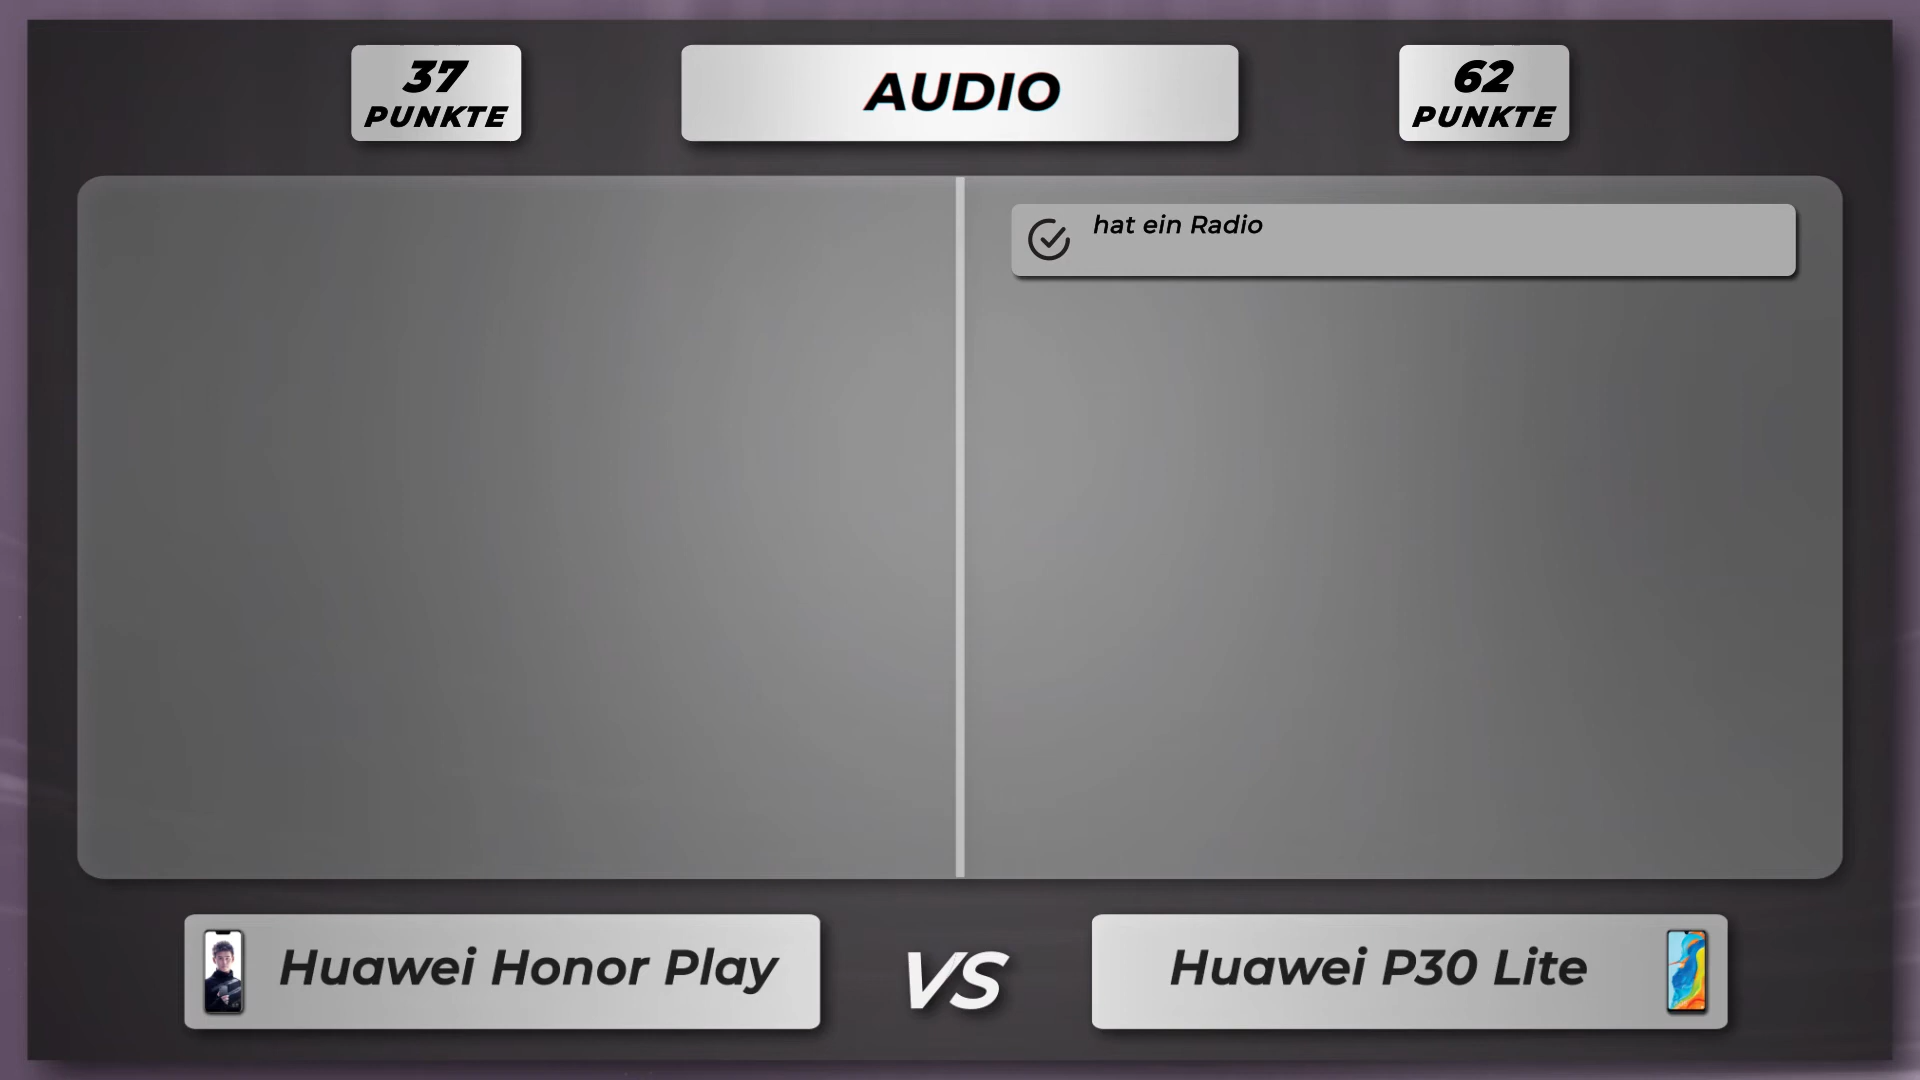 37
PUNKTE
AUDIO
62
PUNKTE
hat ein Radio
Huawei Honor Play
VS
Huawei P30 Lite